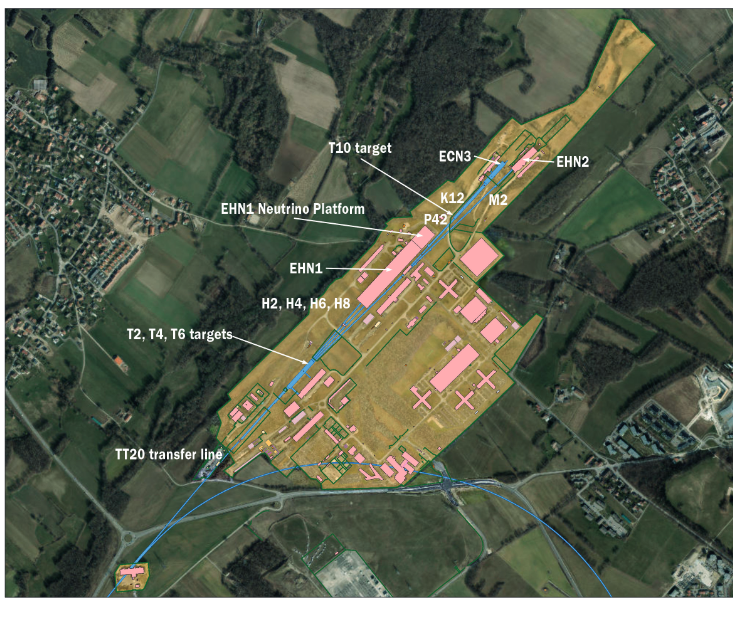 T10 target
ECN3
EHN2
K12
M2
EHN1 Neutrino Platform
P42
EHN1
H2, H4, H6, H8
T2, T4, T6 targets
TT20 transfer line